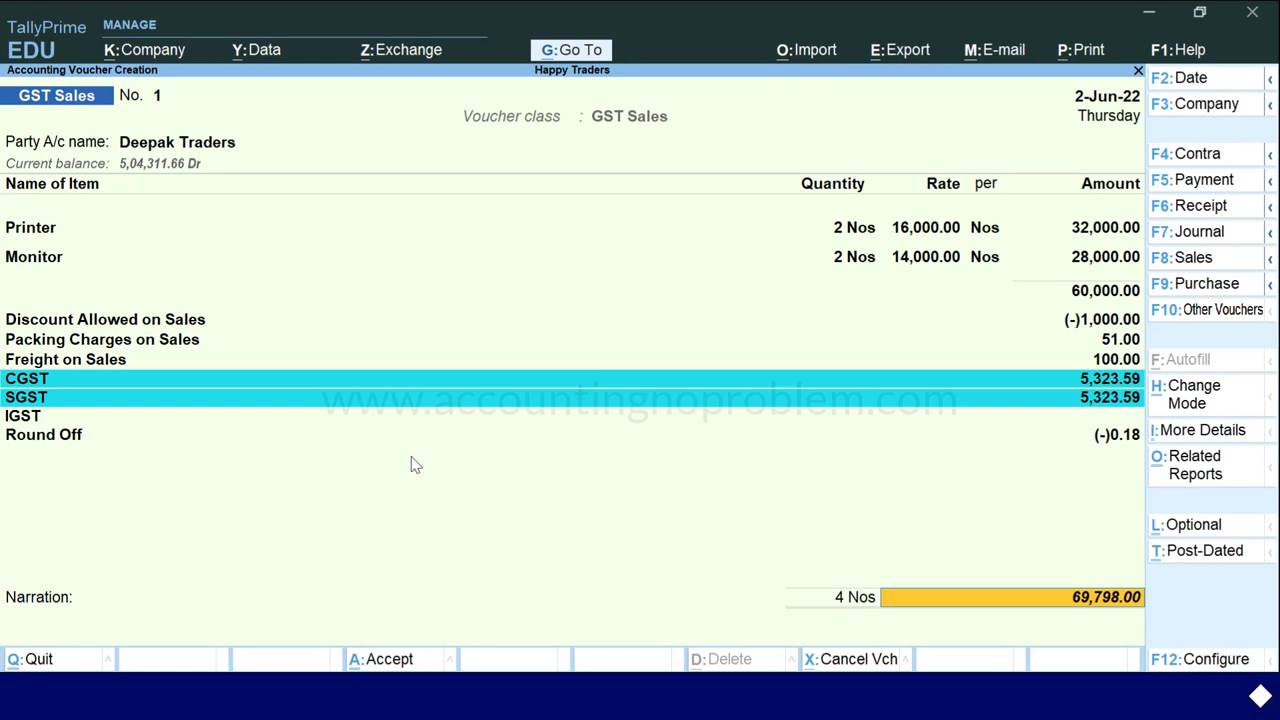 TallyPrime
EDU
MANAGE
K:Company Y:Data Z:Exchange G:Go To O:Import E:Export M:E-mail P:Print F1:Help
Accounting Voucher Creation Happy Traders
GST Sales No. 1 2-Jun-22
Voucher class : GST Sales Thursday
Party A/c name: Deepak Traders
Current balance: 5,04,311.66 Dr
Name of Item Quantity Rate per Amount
Printer 2 Nos 16,000.00 Nos 32,000.00
Monitor 2 Nos 14,000.00 Nos 28,000.00
60,000.00
Discount Allowed on Sales (-)1,000.00
Packing Charges on Sales 51.00
Freight on Sales 100.00
CGST 5,323.59
SGST 5,323.59
www.accountingnoproblem.com
IGST
Round Off (-)0.18
Narration: 4 Nos 69,798.00
Q:Quit A:Accept D:Delete X:Cancel Vch
F2:Date
F3:Company
F4:Contra
F5:Payment
F6:Receipt
F7:Journal
F8:Sales
F9:Purchase
F10:Other Vouchers
F:Autofill
H:Change
Mode
I:More Details
O:Related
Reports
L:Optional
T:Post-Dated
F12:Configure